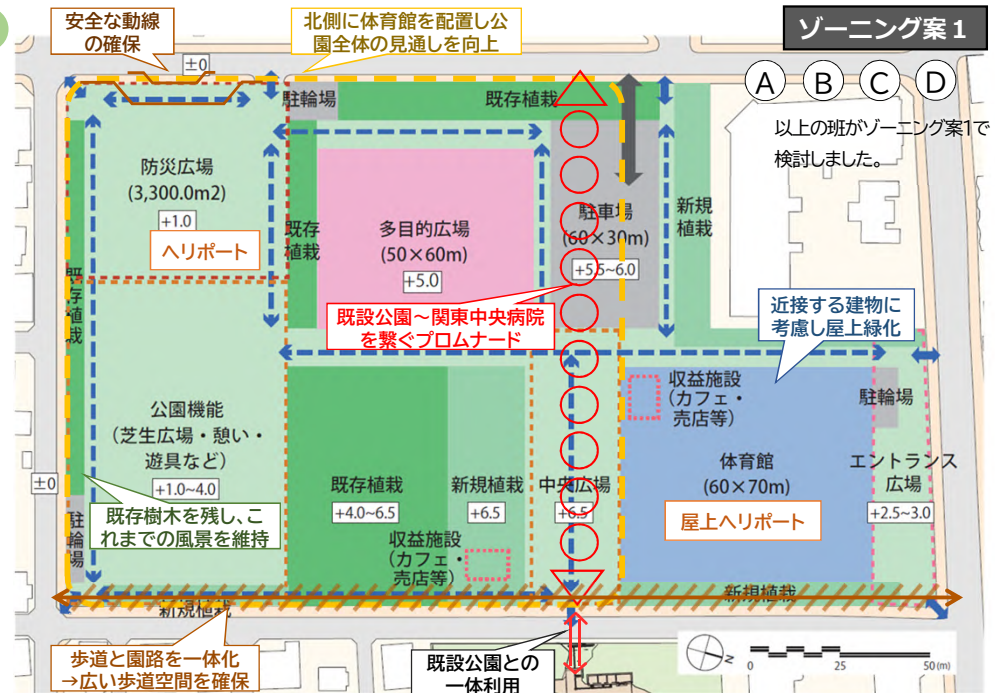 安全な動線
の確保
北側に体育館を配置し公
園全体の見通しを向上
ゾーニング案1
±0
A B C D
以上の班がゾーニング案1で
検討しました。
駐輪場
既存植栽
防災広場
(3,300.0m2)
+1.0
ヘリポート
既存
植栽
多目的広場
(50×60m)
+5.0
駐車場
(60×30m)
+5.5~6.0
新規
植栽
既存植栽
既設公園～関東中央病院
を繋ぐプロムナード
近接する建物に
考慮し屋上緑化
収益施設
(カフェ・
売店等)
駐輪場
公園機能
(芝生広場・憩い・
遊具など)
+1.0~4.0
±0
既存樹木を残し、こ
れまでの風景を維持
駐輪場
既存植栽
+4.0~6.5
新規植栽
+6.5
収益施設
(カフェ・
売店等)
中央広場
+6.5
体育館
(60×70m)
屋上ヘリポート
エントランス
広場
+2.5~3.0
新規植栽
新規植栽
歩道と園路を一体化
→広い歩道空間を確保
既設公園との
一体利用
N
0 25 50(m)